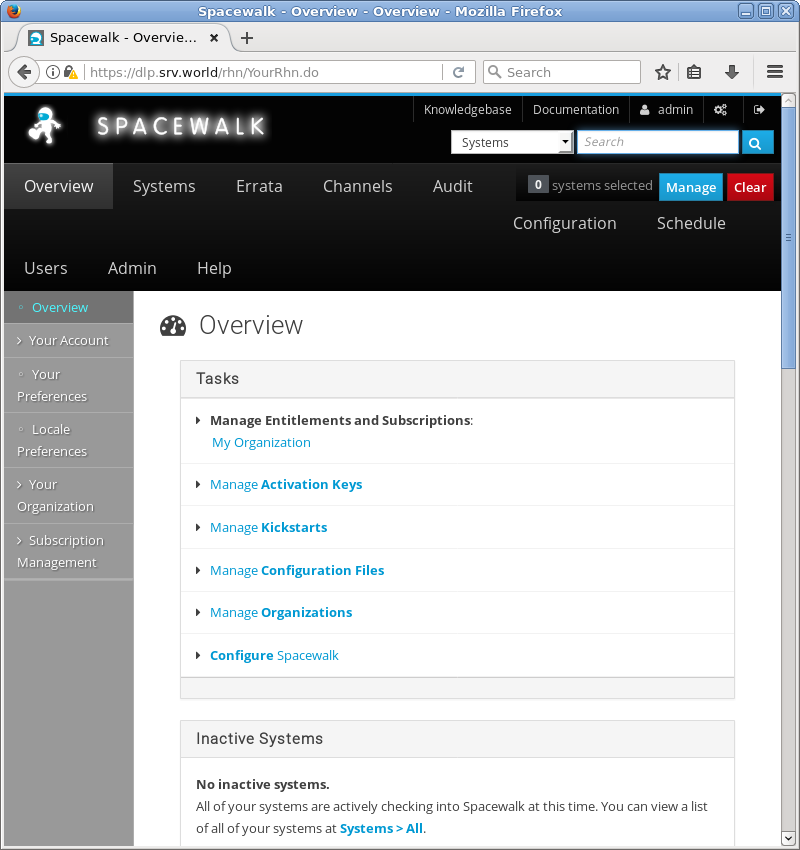 Spacewalk - Overview - Overview - Mozilla Firefox
Spacewalk - Overvie...
https://dlp.srv.world/rhn/YourRhn.do
Search
SPACEWALK
Knowledgebase
Documentation
admin
Systems
Search
Overview
Systems
Errata
Channels
Audit
0 systems selected
Manage
Clear
Configuration
Schedule
Users
Admin
Help
Overview
Your Account
Your
Preferences
Locale
Preferences
Your
Organization
Subscription
Management
Overview
Tasks
Manage Entitlements and Subscriptions:
My Organization
Manage Activation Keys
Manage Kickstarts
Manage Configuration Files
Manage Organizations
Configure Spacewalk
Inactive Systems
No inactive systems.
All of your systems are actively checking into Spacewalk at this time. You can view a list
of all of your systems at Systems > All.